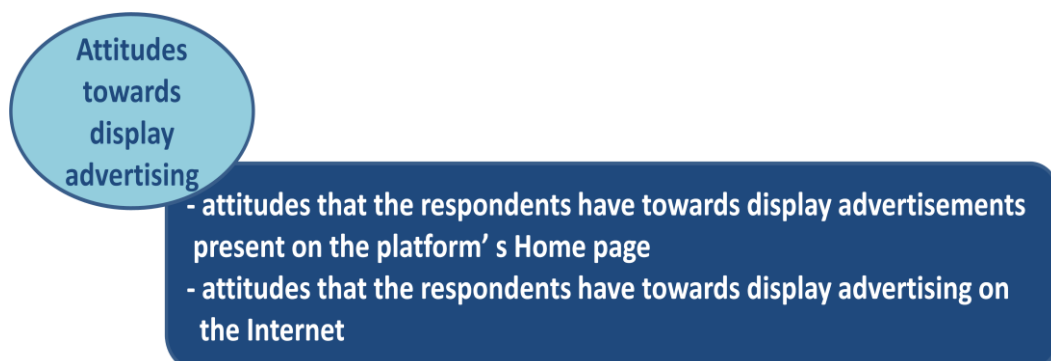 Attitudes
towards
display
advertising
- attitudes that the respondents have towards display advertisements
present on the platform’ s Home page
- attitudes that the respondents have towards display advertising on
the Internet